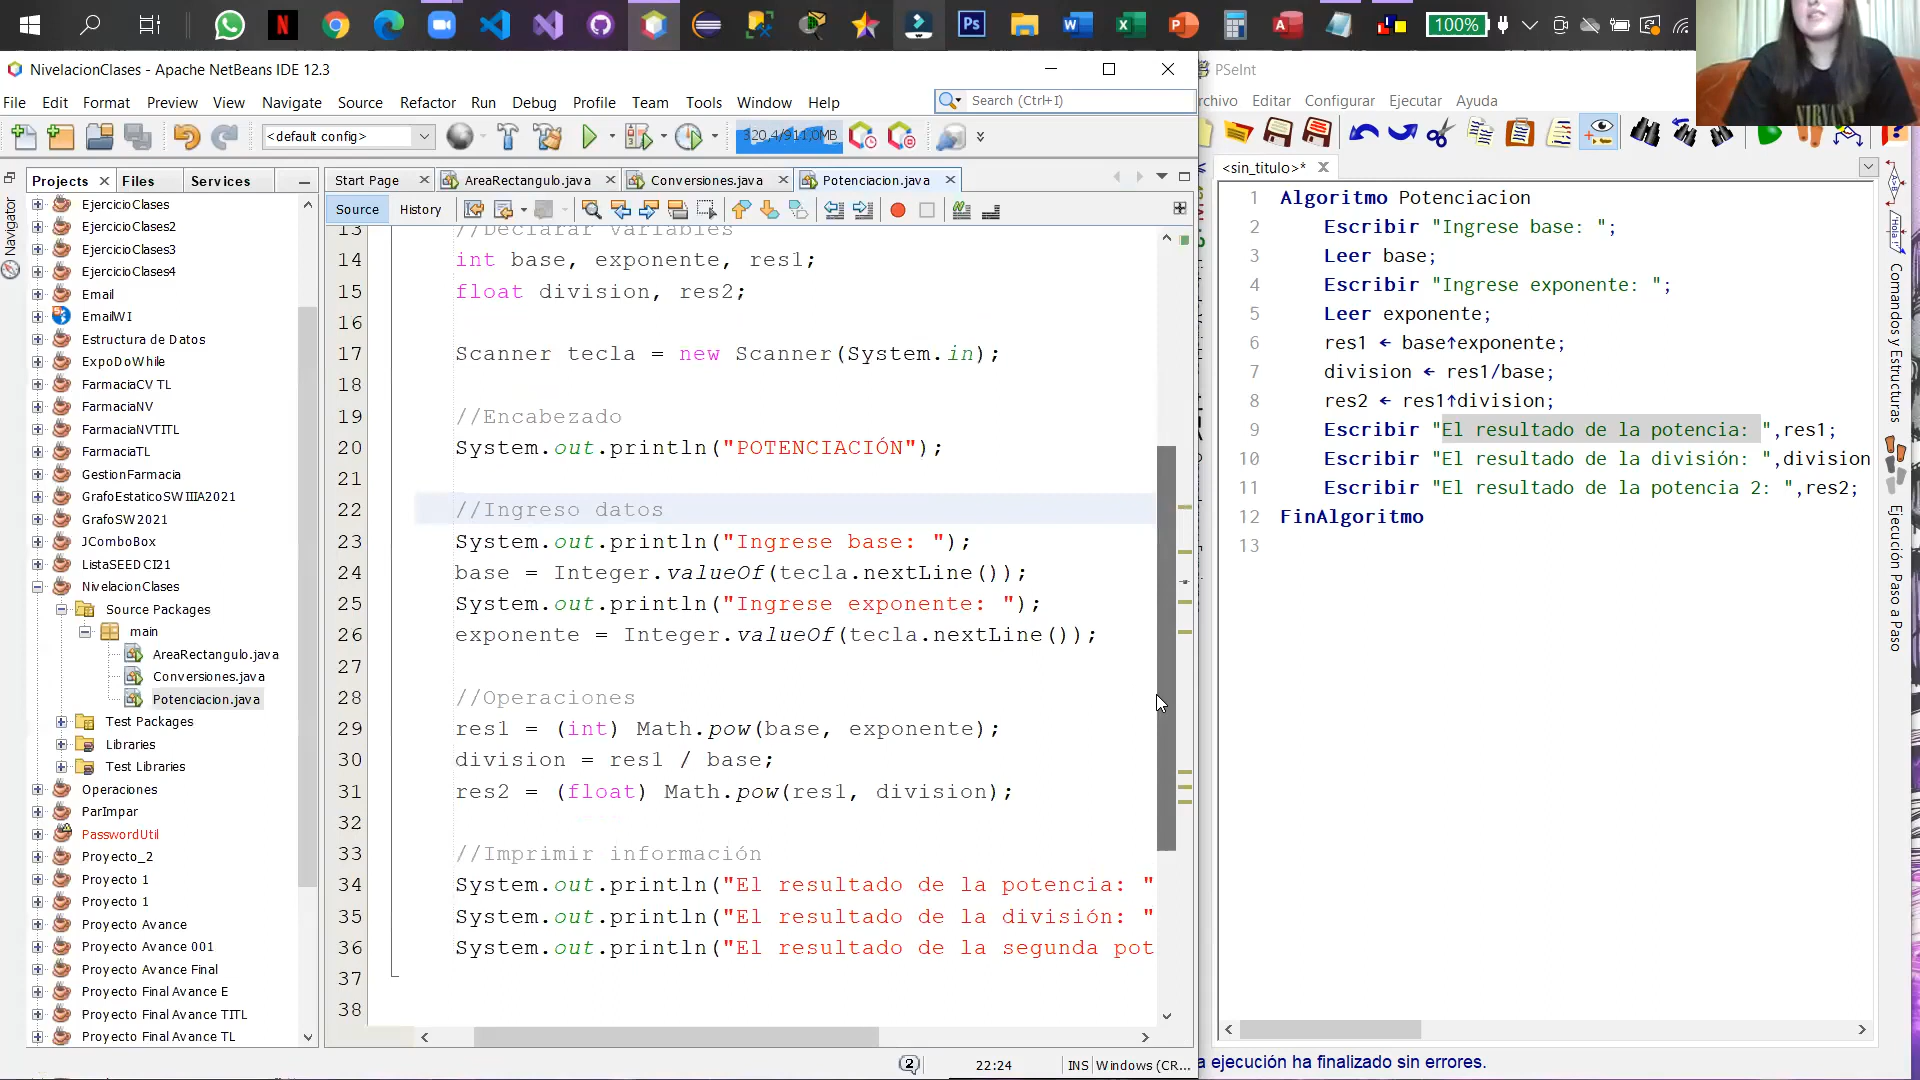 NivelacionClases - Apache NetBeans IDE 12.3
File Edit Format Preview View Navigate Source Refactor Run Debug Profile Team Tools Window Help
Search (Ctrl+I)
<default config>
320,4/911,0MB
100%
Projects Files Services
Navigator
EjercicioClases
EjercicioClases2
EjercicioClases3
EjercicioClases4
Email
EmailWI
Estructura de Datos
ExpoDoWhile
FarmaciaCV TL
FarmaciaNV
FarmaciaNVTITL
FarmaciaTL
GestionFarmacia
GrafoEstaticoSWIIIA2021
GrafoSW2021
JComboBox
ListaSEEDCI21
NivelacionClases
Source Packages
main
AreaRectangulo.java
Conversiones.java
Potenciacion.java
Test Packages
Libraries
Test Libraries
Operaciones
ParImpar
PasswordUtil
Proyecto_2
Proyecto 1
Proyecto 1
Proyecto Avance
Proyecto Avance 001
Proyecto Avance Final
Proyecto Final Avance E
Proyecto Final Avance TITL
Proyecto Final Avance TL
Start Page AreaRectangulo.java Conversiones.java Potenciacion.java
Source History
13 //Declarar variables
14 int base, exponente, res1;
15 float division, res2;
16
17 Scanner tecla = new Scanner(System.in);
18
19 //Encabezado
20 System.out.println("POTENCIACIÓN");
21
22 //Ingreso datos
23 System.out.println("Ingrese base: ");
24 base = Integer.valueOf(tecla.nextLine());
25 System.out.println("Ingrese exponente: ");
26 exponente = Integer.valueOf(tecla.nextLine());
27
28 //Operaciones
29 res1 = (int) Math.pow(base, exponente);
30 division = res1 / base;
31 res2 = (float) Math.pow(res1, division);
32
33 //Imprimir información
34 System.out.println("El resultado de la potencia: "
35 System.out.println("El resultado de la división: "
36 System.out.println("El resultado de la segunda pot
37
38
2
22:24 INS Windows (CR...
PSeInt
rchivo Editar Configurar Ejecutar Ayuda
<sin_titulo>*
1 Algoritmo Potenciacion
2 Escribir "Ingrese base: ";
3 Leer base;
4 Escribir "Ingrese exponente: ";
5 Leer exponente;
6 res1 ← base↑exponente;
7 division ← res1/base;
8 res2 ← res1↑division;
9 Escribir "El resultado de la potencia: ",res1;
10 Escribir "El resultado de la división: ",division
11 Escribir "El resultado de la potencia 2: ",res2;
12 FinAlgoritmo
13
a ejecución ha finalizado sin errores.
Comandos y Estructuras
Ejecución Paso a Paso
NIRVANA